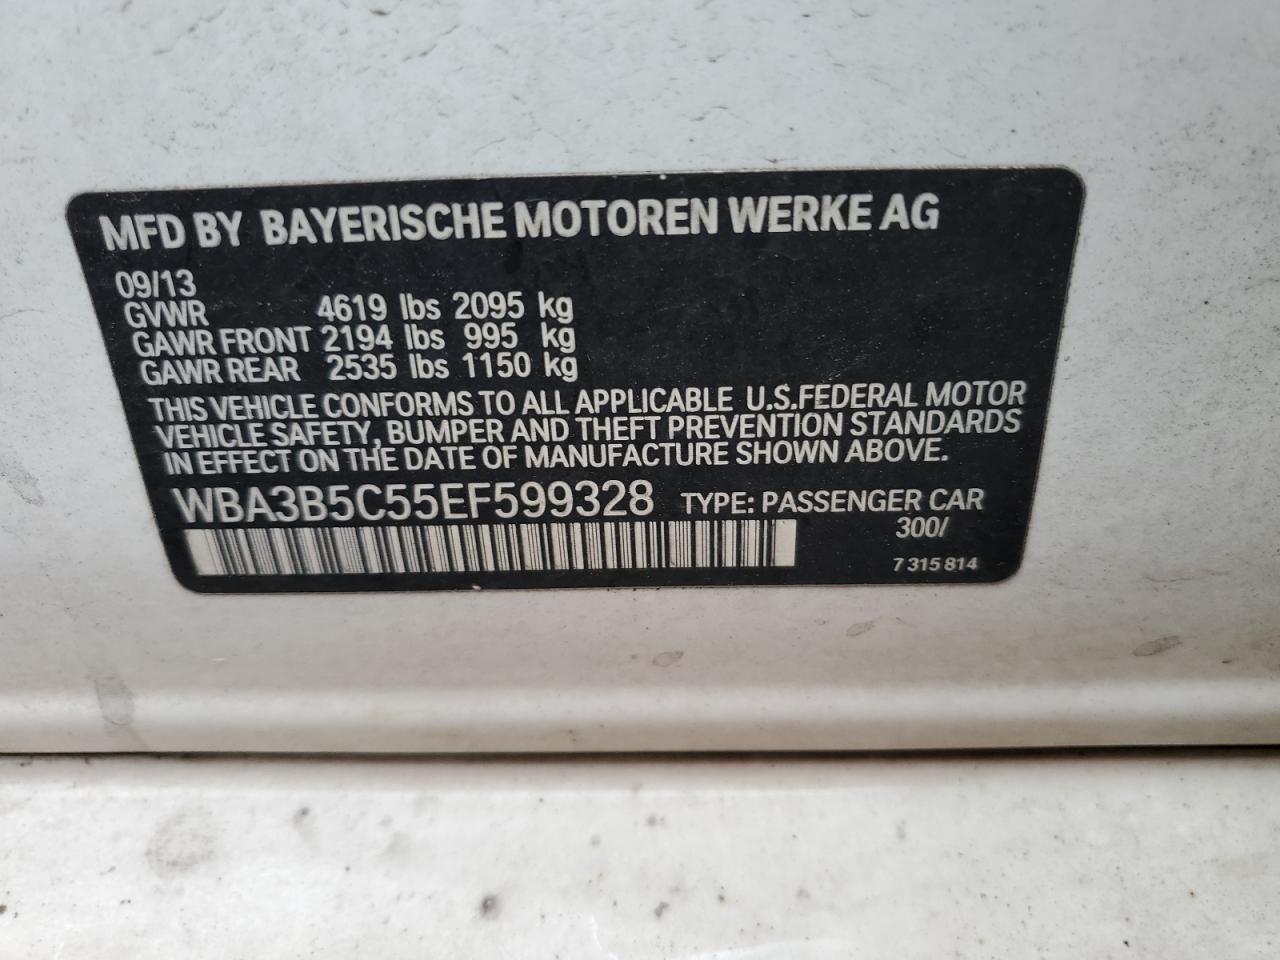 MFD BY BAYERISCHE MOTOREN WERKE AG
09/13
GVWR 4619 lbs 2095 kg
GAWR FRONT 2194 lbs 995 kg
GAWR REAR 2535 lbs 1150 kg
THIS VEHICLE CONFORMS TO ALL APPLICABLE U.S.FEDERAL MOTOR
VEHICLE SAFETY, BUMPER AND THEFT PREVENTION STANDARDS
IN EFFECT ON THE DATE OF MANUFACTURE SHOWN ABOVE.
WBA3B5C55EF599328 TYPE: PASSENGER CAR
300/
7 315 814